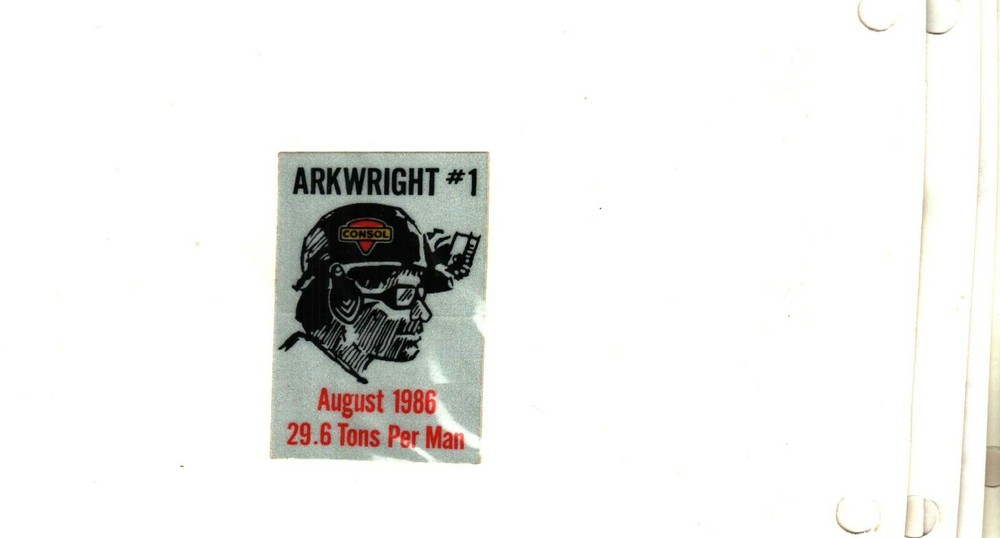 ARKWRIGHT #1
CONSOL
August 1986
29.6 Tons Per Man